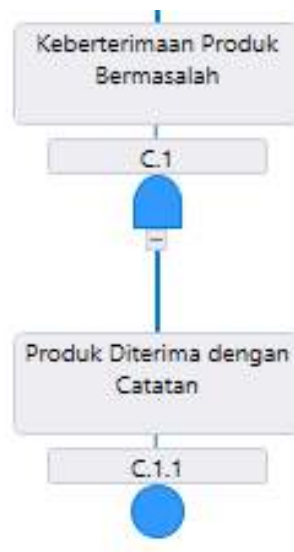 Keberterimaan Produk
Bermasalah
C.1
Produk Diterima dengan
Catatan
C.1.1